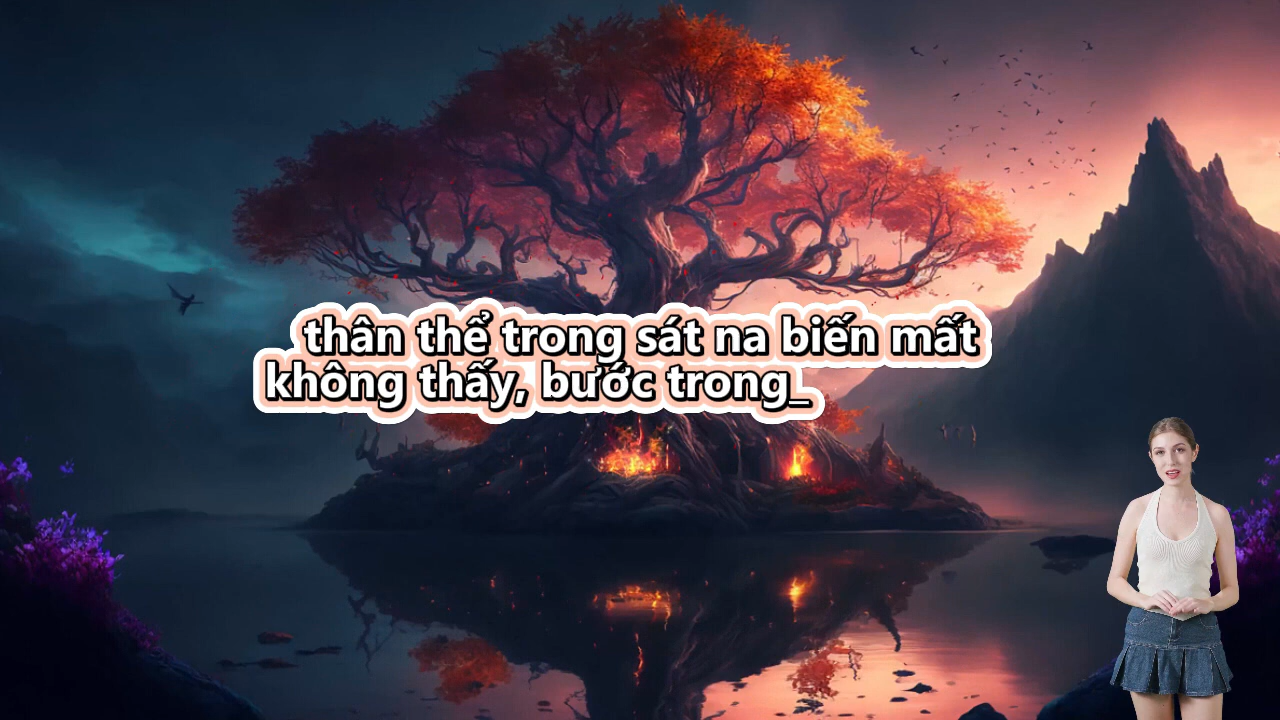 thân thể trong sát na biến mất
không thấy, bước trong_